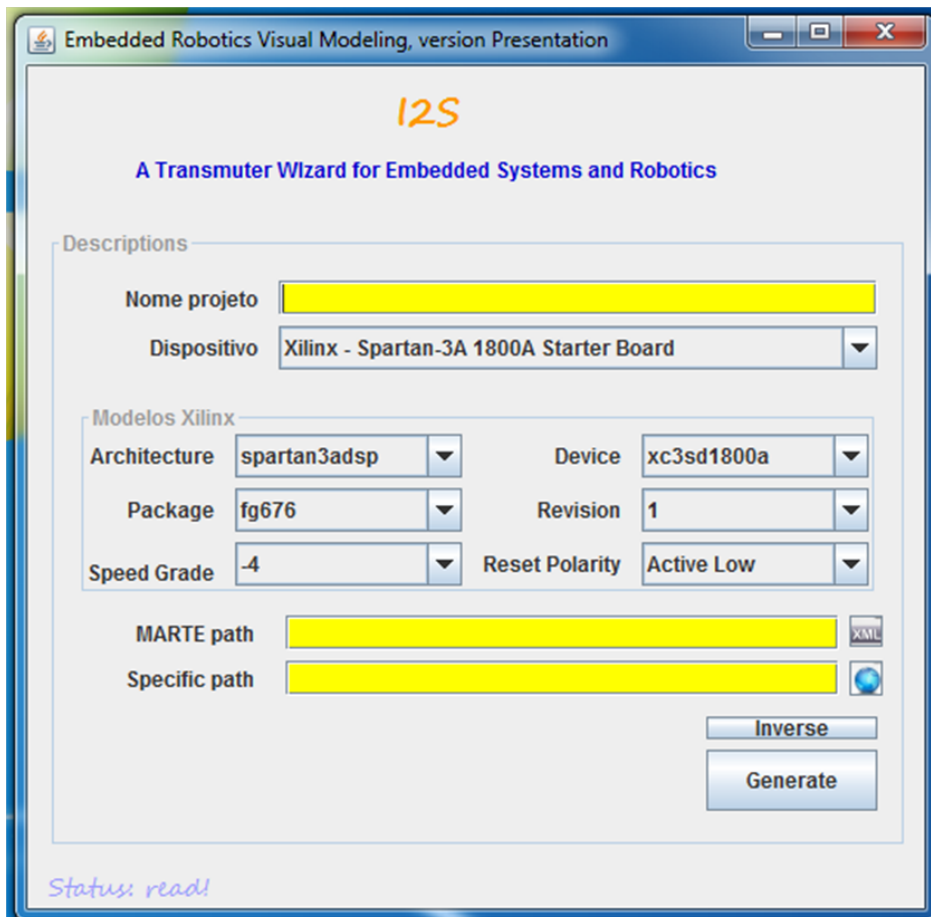 Embedded Robotics Visual Modeling, version Presentation
I2S
A Transmuter WIzard for Embedded Systems and Robotics
Descriptions
Nome projeto
Dispositivo Xilinx - Spartan-3A 1800A Starter Board
Modelos Xilinx
Architecture spartan3adsp Device xc3sd1800a
Package fg676 Revision 1
Speed Grade -4 Reset Polarity Active Low
MARTE path XML
Specific path
Inverse
Generate
Status: read!